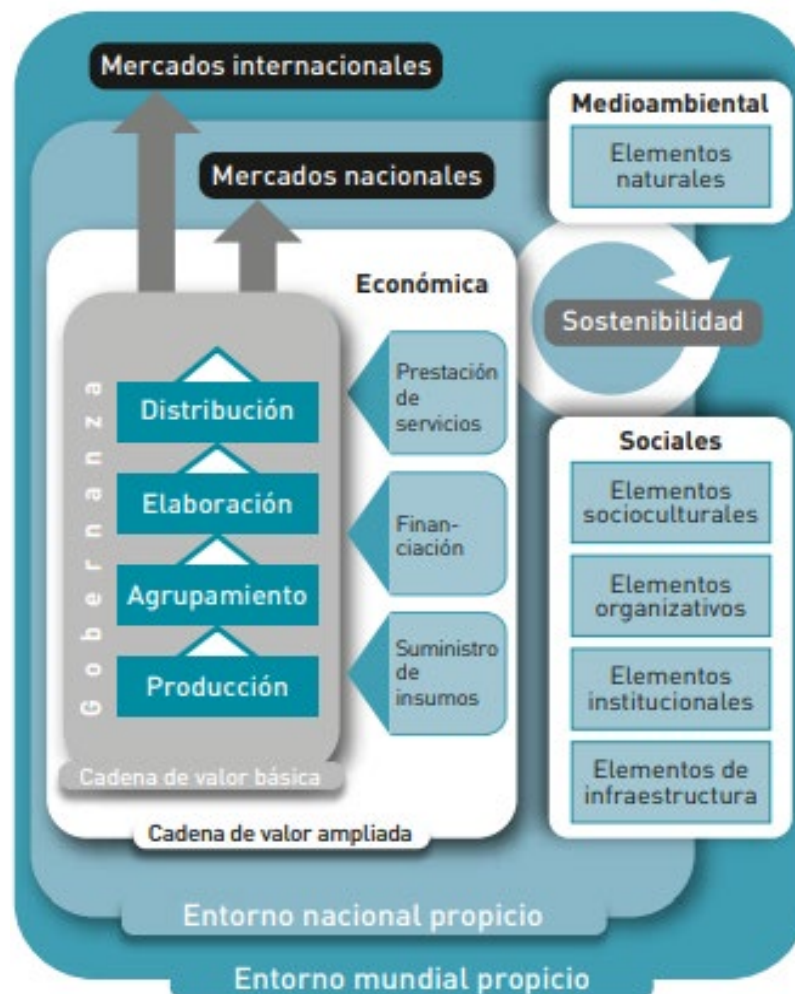 Mercados internacionales
Mercados nacionales
Medioambiental
Elementos
naturales
Sostenibilidad
Económica
Gobernanza
Distribución
Elaboración
Agrupamiento
Producción
Cadena de valor básica
Prestación
de
servicios
Finan-
ciación
Suministro
de
insumos
Cadena de valor ampliada
Sociales
Elementos
socioculturales
Elementos
organizativos
Elementos
institucionales
Elementos de
infraestructura
Entorno nacional propicio
Entorno mundial propicio